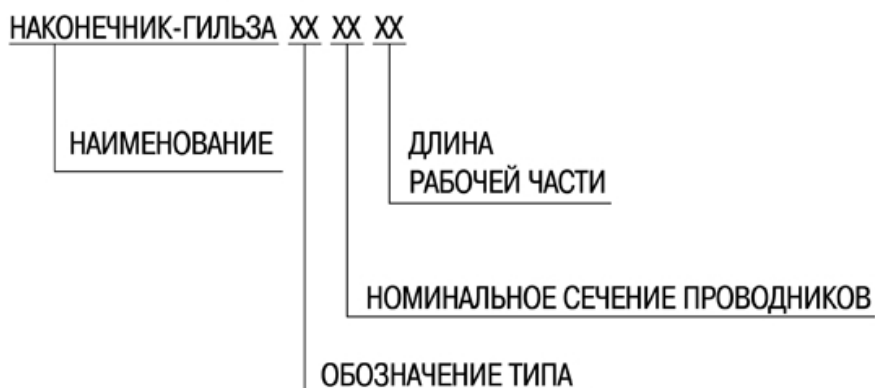 НАКОНЕЧНИК-ГИЛЬЗА XX XX XX
НАИМЕНОВАНИЕ
ДЛИНА
РАБОЧЕЙ ЧАСТИ
НОМИНАЛЬНОЕ СЕЧЕНИЕ ПРОВОДНИКОВ
ОБОЗНАЧЕНИЕ ТИПА